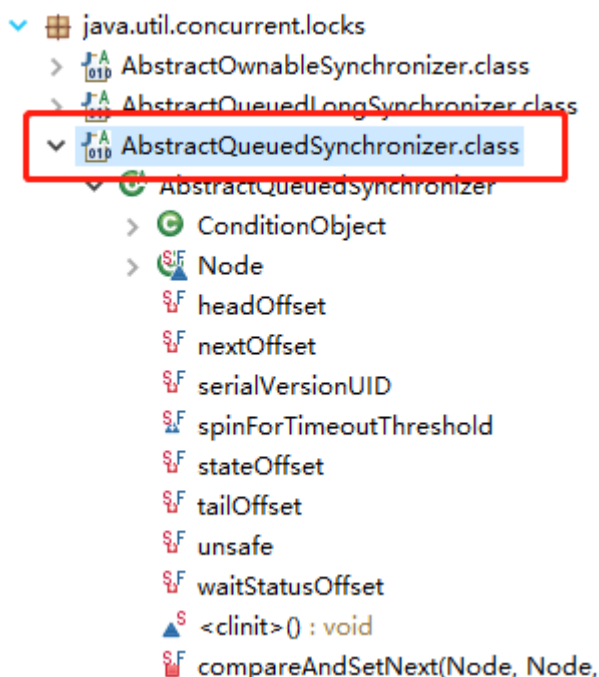 java.util.concurrent.locks
AbstractOwnableSynchronizer.class
AbstractQueuedLongSynchronizer.class
AbstractQueuedSynchronizer.class
AbstractQueuedSynchronizer
ConditionObject
Node
headOffset
nextOffset
serialVersionUID
spinForTimeoutThreshold
stateOffset
tailOffset
unsafe
waitStatusOffset
<clinit>() : void
compareAndSetNext(Node, Node,